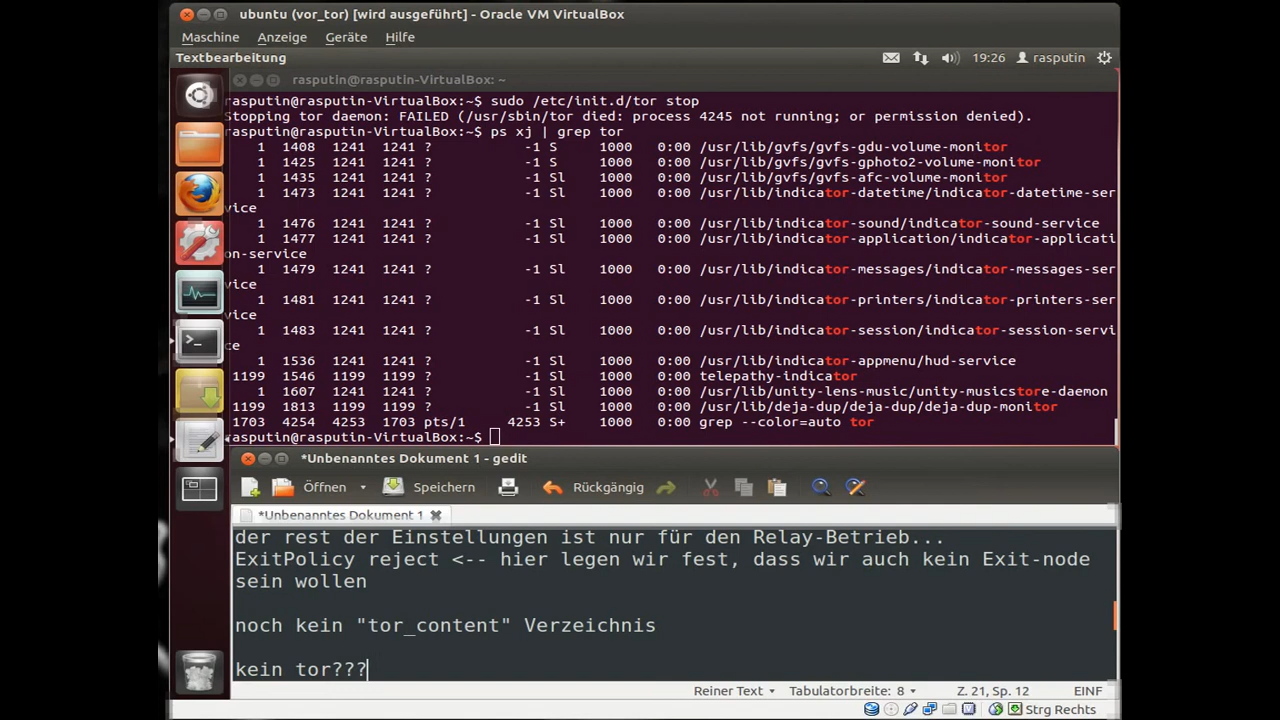 ubuntu (vor_tor) [wird ausgeführt] - Oracle VM VirtualBox
Maschine Anzeige Geräte Hilfe
Textbearbeitung 19:26 rasputin
rasputin@rasputin-VirtualBox: ~
rasputin@rasputin-VirtualBox:~$ sudo /etc/init.d/tor stop
Stopping tor daemon: FAILED (/usr/sbin/tor died: process 4245 not running; or permission denied).
rasputin@rasputin-VirtualBox:~$ ps xj | grep tor
1 1408 1241 1241 ? -1 S 1000 0:00 /usr/lib/gvfs/gvfs-gdu-volume-monitor
1 1425 1241 1241 ? -1 S 1000 0:00 /usr/lib/gvfs/gvfs-gphoto2-volume-monitor
1 1435 1241 1241 ? -1 Sl 1000 0:00 /usr/lib/gvfs/gvfs-afc-volume-monitor
1 1473 1241 1241 ? -1 Sl 1000 0:00 /usr/lib/indicator-datetime/indicator-datetime-ser
vice
1 1476 1241 1241 ? -1 Sl 1000 0:00 /usr/lib/indicator-sound/indicator-sound-service
1 1477 1241 1241 ? -1 Sl 1000 0:00 /usr/lib/indicator-application/indicator-applicati
on-service
1 1479 1241 1241 ? -1 Sl 1000 0:00 /usr/lib/indicator-messages/indicator-messages-ser
vice
1 1481 1241 1241 ? -1 Sl 1000 0:00 /usr/lib/indicator-printers/indicator-printers-ser
vice
1 1483 1241 1241 ? -1 Sl 1000 0:00 /usr/lib/indicator-session/indicator-session-servi
ce
1 1536 1241 1241 ? -1 Sl 1000 0:00 /usr/lib/indicator-appmenu/hud-service
1199 1546 1199 1199 ? -1 Sl 1000 0:00 telepathy-indicator
1 1607 1241 1241 ? -1 Sl 1000 0:00 /usr/lib/unity-lens-music/unity-musicstore-daemon
1199 1813 1199 1199 ? -1 Sl 1000 0:00 /usr/lib/deja-dup/deja-dup/deja-dup-monitor
1703 4254 4253 1703 pts/1 4253 S+ 1000 0:00 grep --color=auto tor
rasputin@rasputin-VirtualBox:~$
*Unbenanntes Dokument 1 - gedit
Öffnen Speichern Rückgängig
*Unbenanntes Dokument 1
der rest der Einstellungen ist nur für den Relay-Betrieb...
ExitPolicy reject <-- hier legen wir fest, dass wir auch kein Exit-node
sein wollen
noch kein "tor_content" Verzeichnis
kein tor???
Reiner Text Tabulatorbreite: 8 Z. 21, Sp. 12 EINF
Strg Rechts